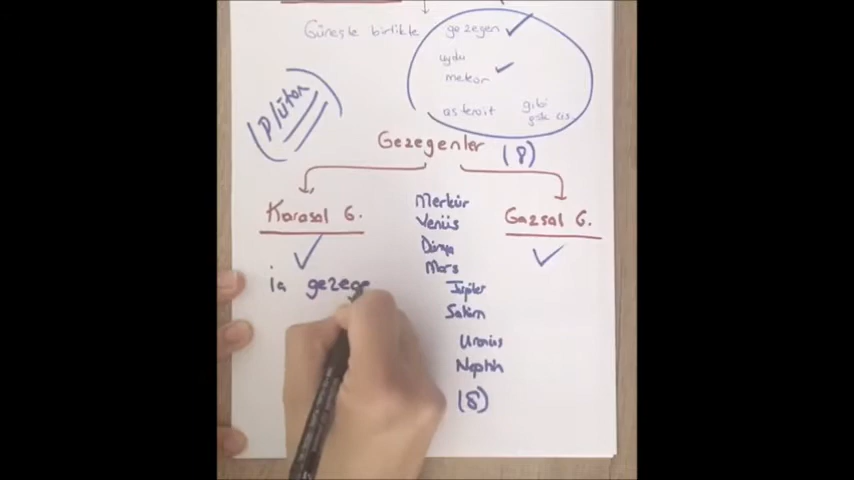 Güneşle birlikte
gezegen
uydu
meteor
asteroit gibi
gök cis
Plüton
Gezegenler (8)
Karasal G.
Gazsal G.
Merkür
Venüs
Dünya
Mars
Jüpiter
Satürn
Uranüs
Neptün
(8)
iç gezege